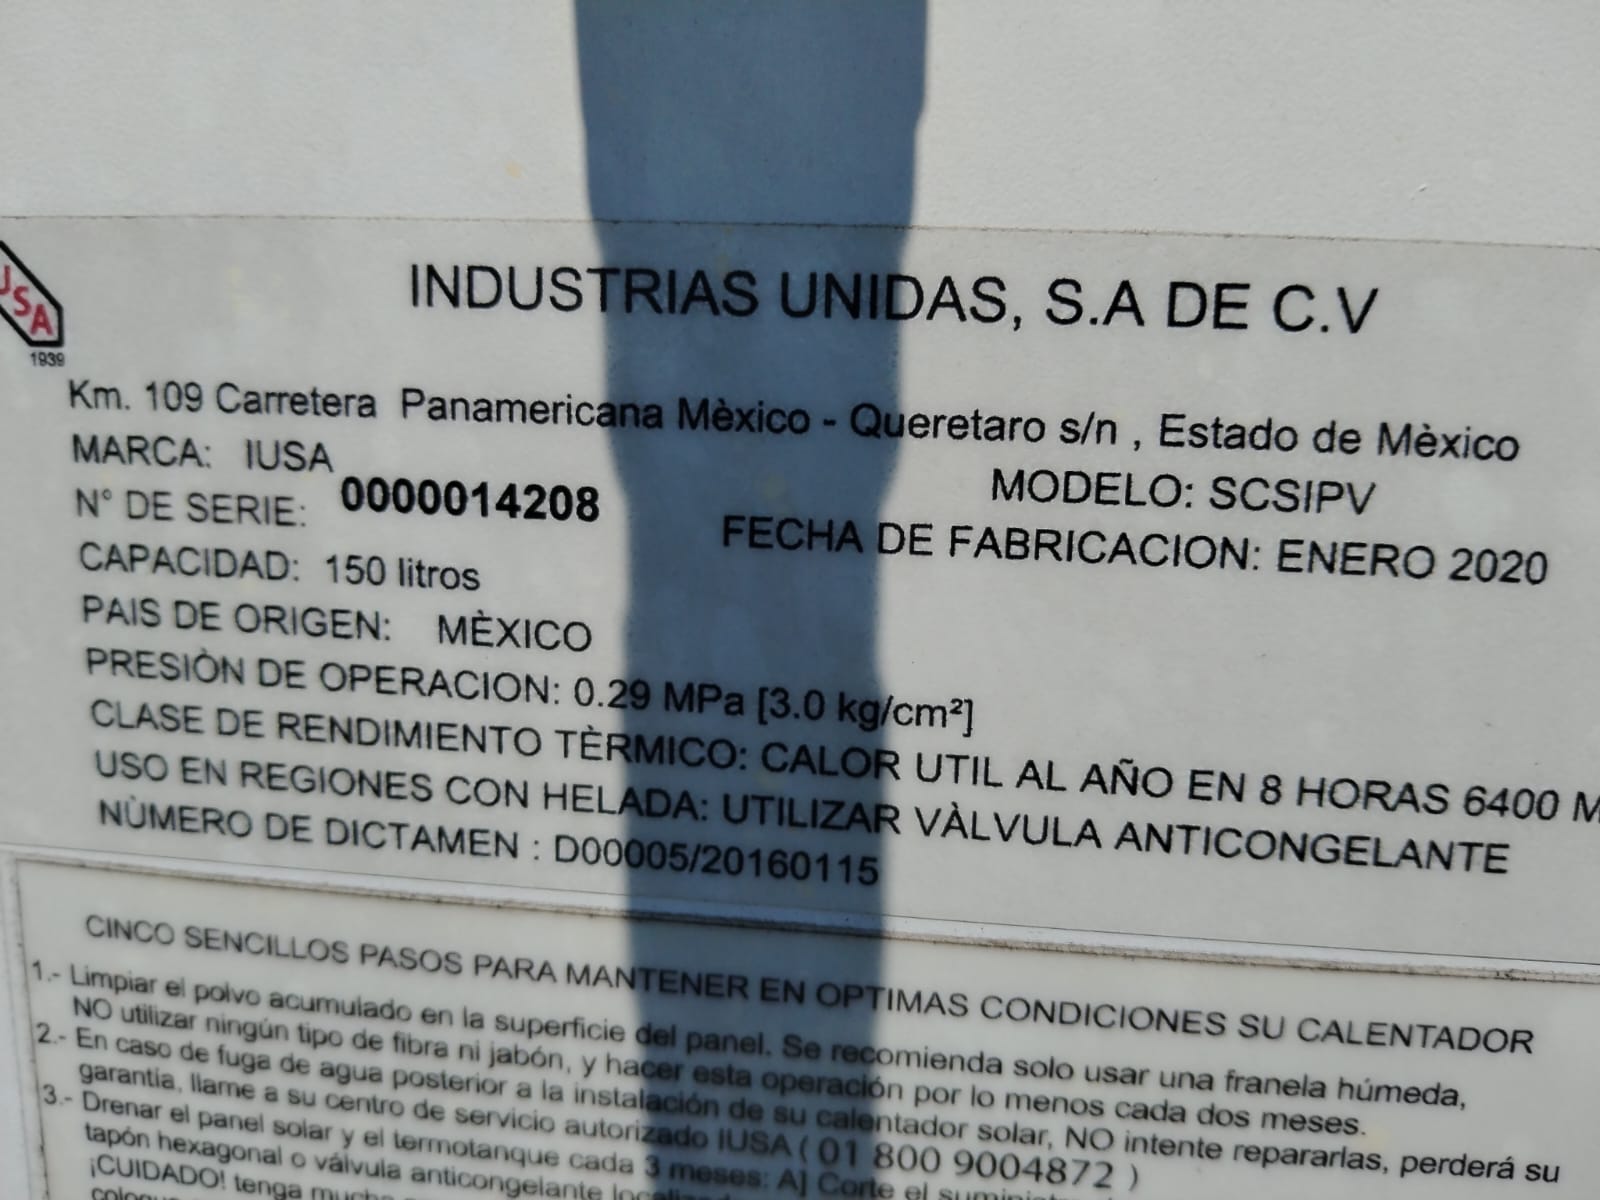 USA
1939
INDUSTRIAS UNIDAS, S.A DE C.V
Km. 109 Carretera Panamericana Mèxico - Queretaro s/n , Estado de Mèxico
MARCA: IUSA
MODELO: SCSIPV
N° DE SERIE: 0000014208
FECHA DE FABRICACION: ENERO 2020
CAPACIDAD: 150 litros
PAIS DE ORIGEN: MÈXICO
PRESIÒN DE OPERACION: 0.29 MPa [3.0 kg/cm²]
CLASE DE RENDIMIENTO TÈRMICO: CALOR UTIL AL AÑO EN 8 HORAS 6400 M
USO EN REGIONES CON HELADA: UTILIZAR VÀLVULA ANTICONGELANTE
NÙMERO DE DICTAMEN : D00005/20160115
CINCO SENCILLOS PASOS PARA MANTENER EN OPTIMAS CONDICIONES SU CALENTADOR
1.- Limpiar el polvo acumulado en la superficie del panel. Se recomienda solo usar una franela húmeda,
NO utilizar ningún tipo de fibra ni jabón, y hacer esta operación por lo menos cada dos meses.
2.- En caso de fuga de agua posterior a la instalación de su calentador solar, NO intente repararlas, perderá su
garantía, llame a su centro de servicio autorizado IUSA ( 01 800 9004872 )
3.- Drenar el panel solar y el termotanque cada 3 meses: A] Corte el
tapón hexagonal o válvula anticongelante
¡CUIDADO! tenga